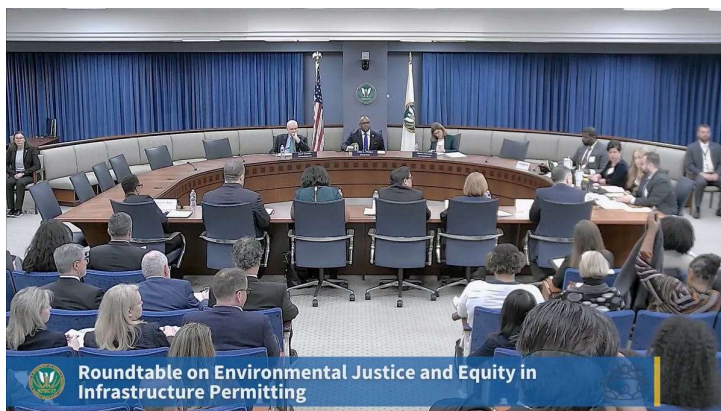 Roundtable on Environmental Justice and Equity in
Infrastructure Permitting